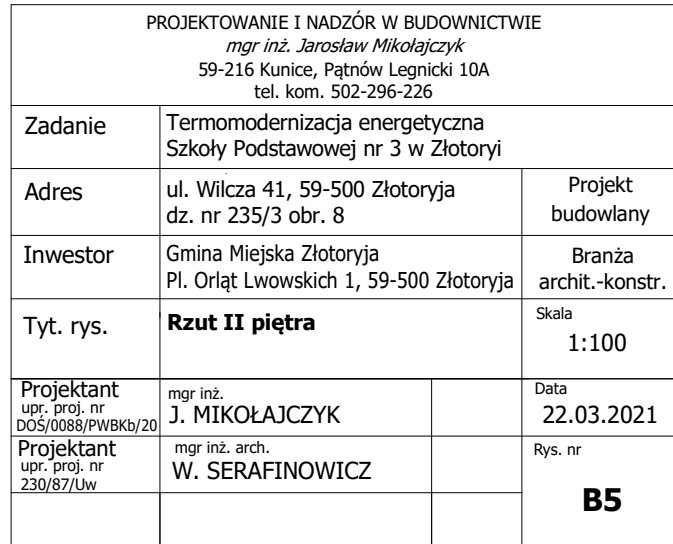 PROJEKTOWANIE I NADZÓR W BUDOWNICTWIE
mgr inż. Jarosław Mikołajczyk
59-216 Kunice, Pątnów Legnicki 10A
tel. kom. 502-296-226
Zadanie
Termomodernizacja energetyczna
Szkoły Podstawowej nr 3 w Złotoryi
Adres
ul. Wilcza 41, 59-500 Złotoryja
dz. nr 235/3 obr. 8
Projekt
budowlany
Inwestor
Gmina Miejska Złotoryja
Pl. Orląt Lwowskich 1, 59-500 Złotoryja
Branża
archit.-konstr.
Tyt. rys.
Rzut II piętra
Skala
1:100
Projektant
upr. proj. nr
DOŚ/0088/PWBKb/20
mgr inż.
J. MIKOŁAJCZYK
Data
22.03.2021
Projektant
upr. proj. nr
230/87/Uw
mgr inż. arch.
W. SERAFINOWICZ
Rys. nr
B5